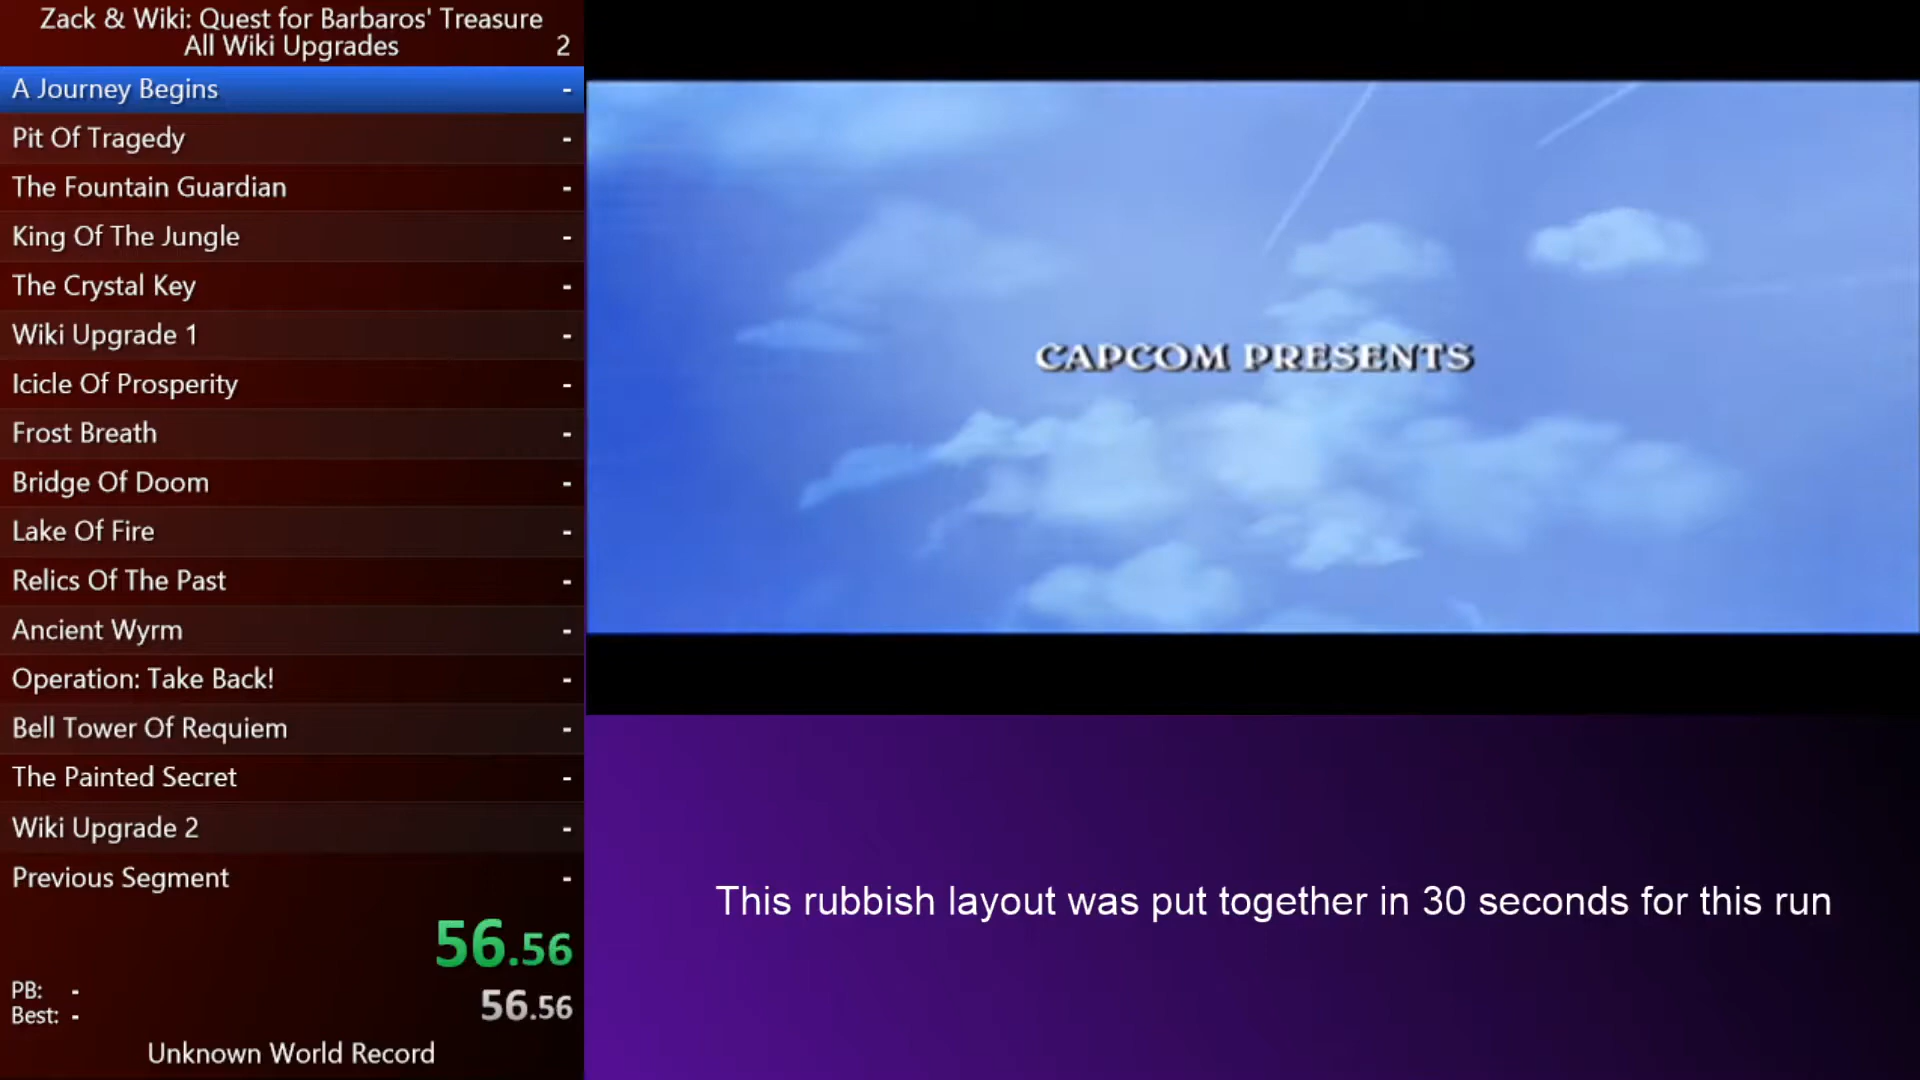 Zack & Wiki: Quest for Barbaros' Treasure
All Wiki Upgrades 2
A Journey Begins -
Pit Of Tragedy -
The Fountain Guardian -
King Of The Jungle -
The Crystal Key -
Wiki Upgrade 1 -
Icicle Of Prosperity -
Frost Breath -
Bridge Of Doom -
Lake Of Fire -
Relics Of The Past -
Ancient Wyrm -
Operation: Take Back! -
Bell Tower Of Requiem -
The Painted Secret -
Wiki Upgrade 2 -
Previous Segment -
56.56
PB: -
Best: -
56.56
Unknown World Record
CAPCOM PRESENTS
This rubbish layout was put together in 30 seconds for this run